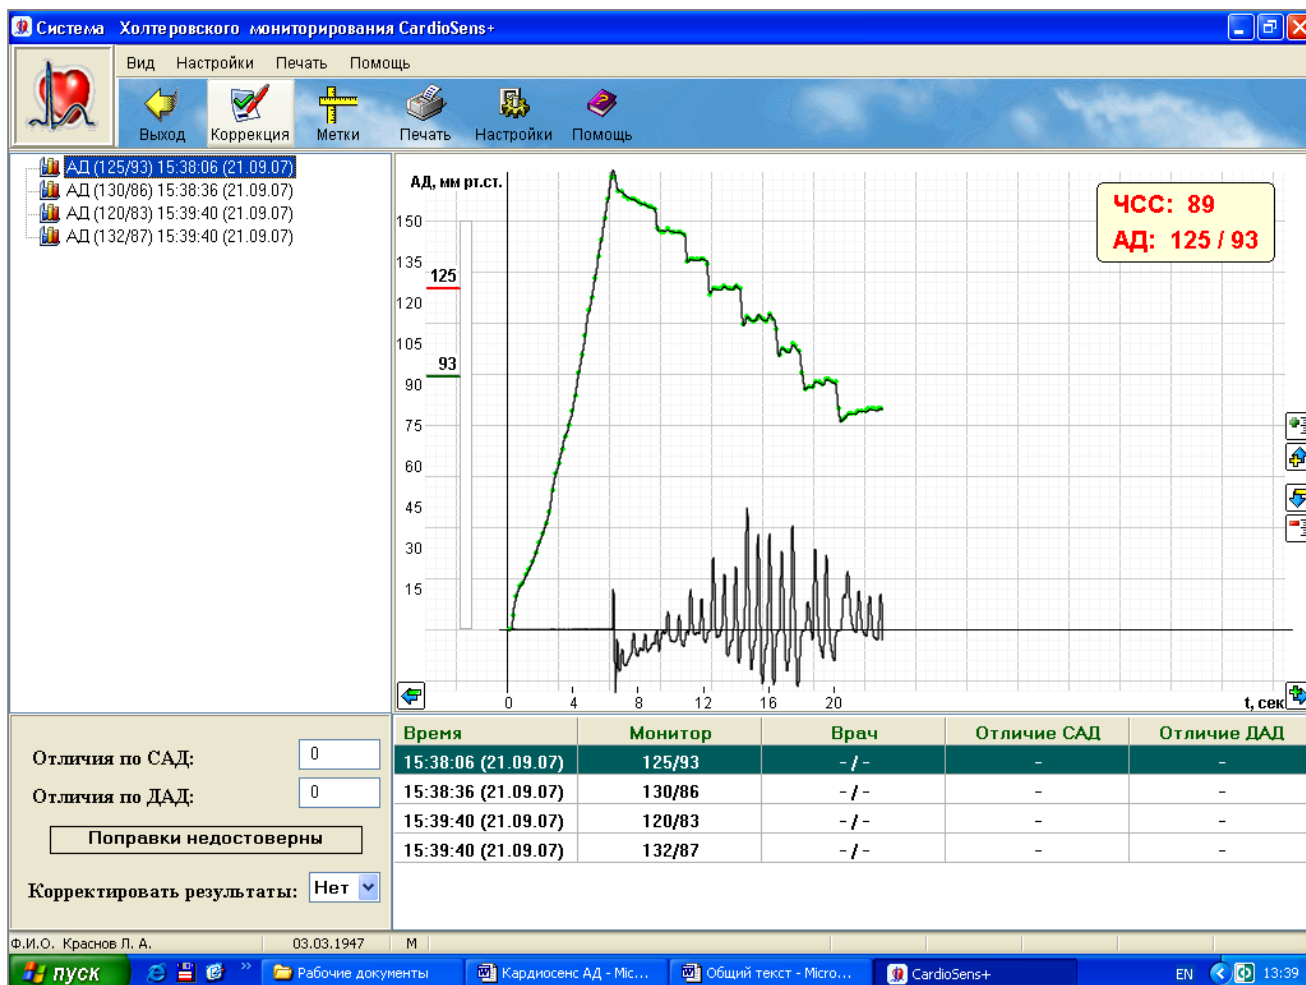 Система Холтеровского мониторирования CardioSens+
Вид Настройки Печать Помощь
Выход Коррекция Метки Печать Настройки Помощь
АД (125/93) 15:38:06 (21.09.07)
АД (130/86) 15:38:36 (21.09.07)
АД (120/83) 15:39:40 (21.09.07)
АД (132/87) 15:39:40 (21.09.07)
АД, мм рт.ст.
ЧСС: 89
АД: 125 / 93
150
135
125
120
105
93
90
75
60
45
30
15
0 4 8 12 16 20 t, сек
Время Монитор Врач Отличие САД Отличие ДАД
15:38:06 (21.09.07) 125/93 - / - - -
15:38:36 (21.09.07) 130/86 - / - - -
15:39:40 (21.09.07) 120/83 - / - - -
15:39:40 (21.09.07) 132/87 - / - - -
Отличия по САД: 0
Отличия по ДАД: 0
Поправки недостоверны
Корректировать результаты: Нет
Ф.И.О. Краснов Л. А. 03.03.1947 М
пуск » Рабочие документы Кардиосенс АД - Mic... Общий текст - Micro... CardioSens+ EN 13:39